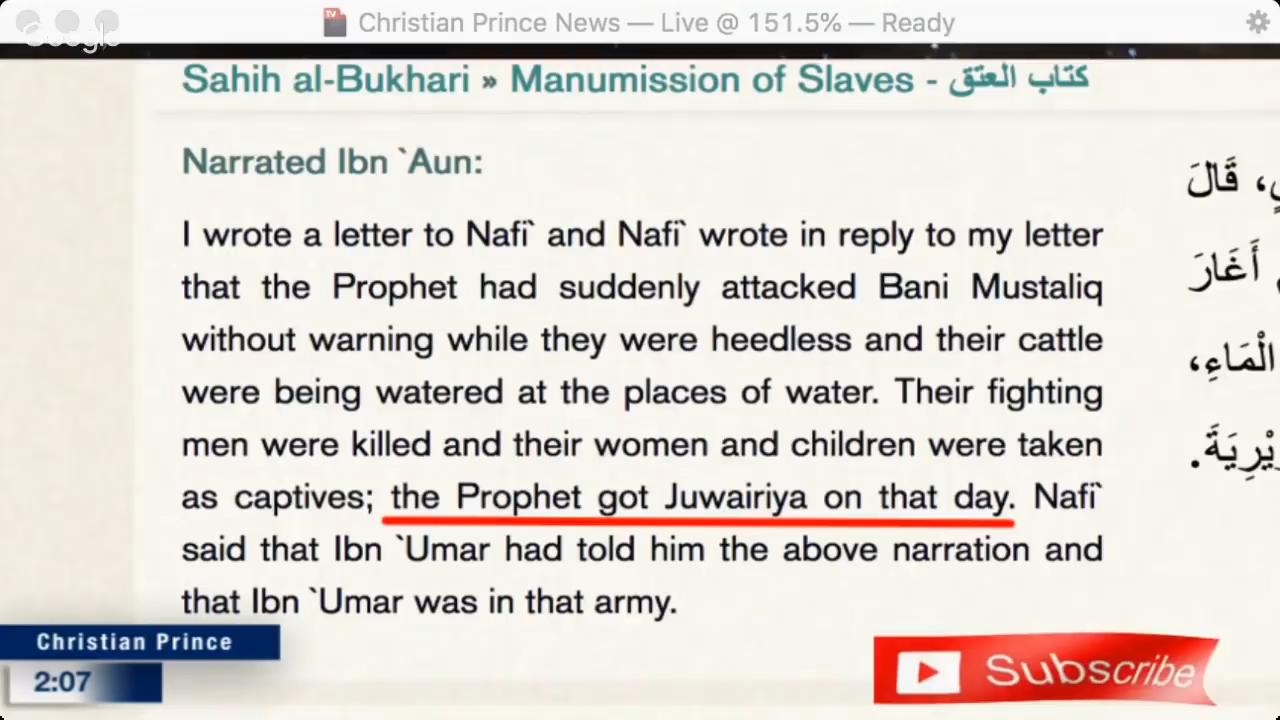 Christian Prince News — Live @ 151.5% — Ready
Google
Sahih al-Bukhari » Manumission of Slaves - كتاب العتق
Narrated Ibn `Aun:
I wrote a letter to Nafi` and Nafi` wrote in reply to my letter
that the Prophet had suddenly attacked Bani Mustaliq
without warning while they were heedless and their cattle
were being watered at the places of water. Their fighting
men were killed and their women and children were taken
as captives; the Prophet got Juwairiya on that day. Nafi`
said that Ibn `Umar had told him the above narration and
that Ibn `Umar was in that army.
، قَالَ
أَغَارَ
الْمَاءِ،
Christian Prince
2:07
Subscribe